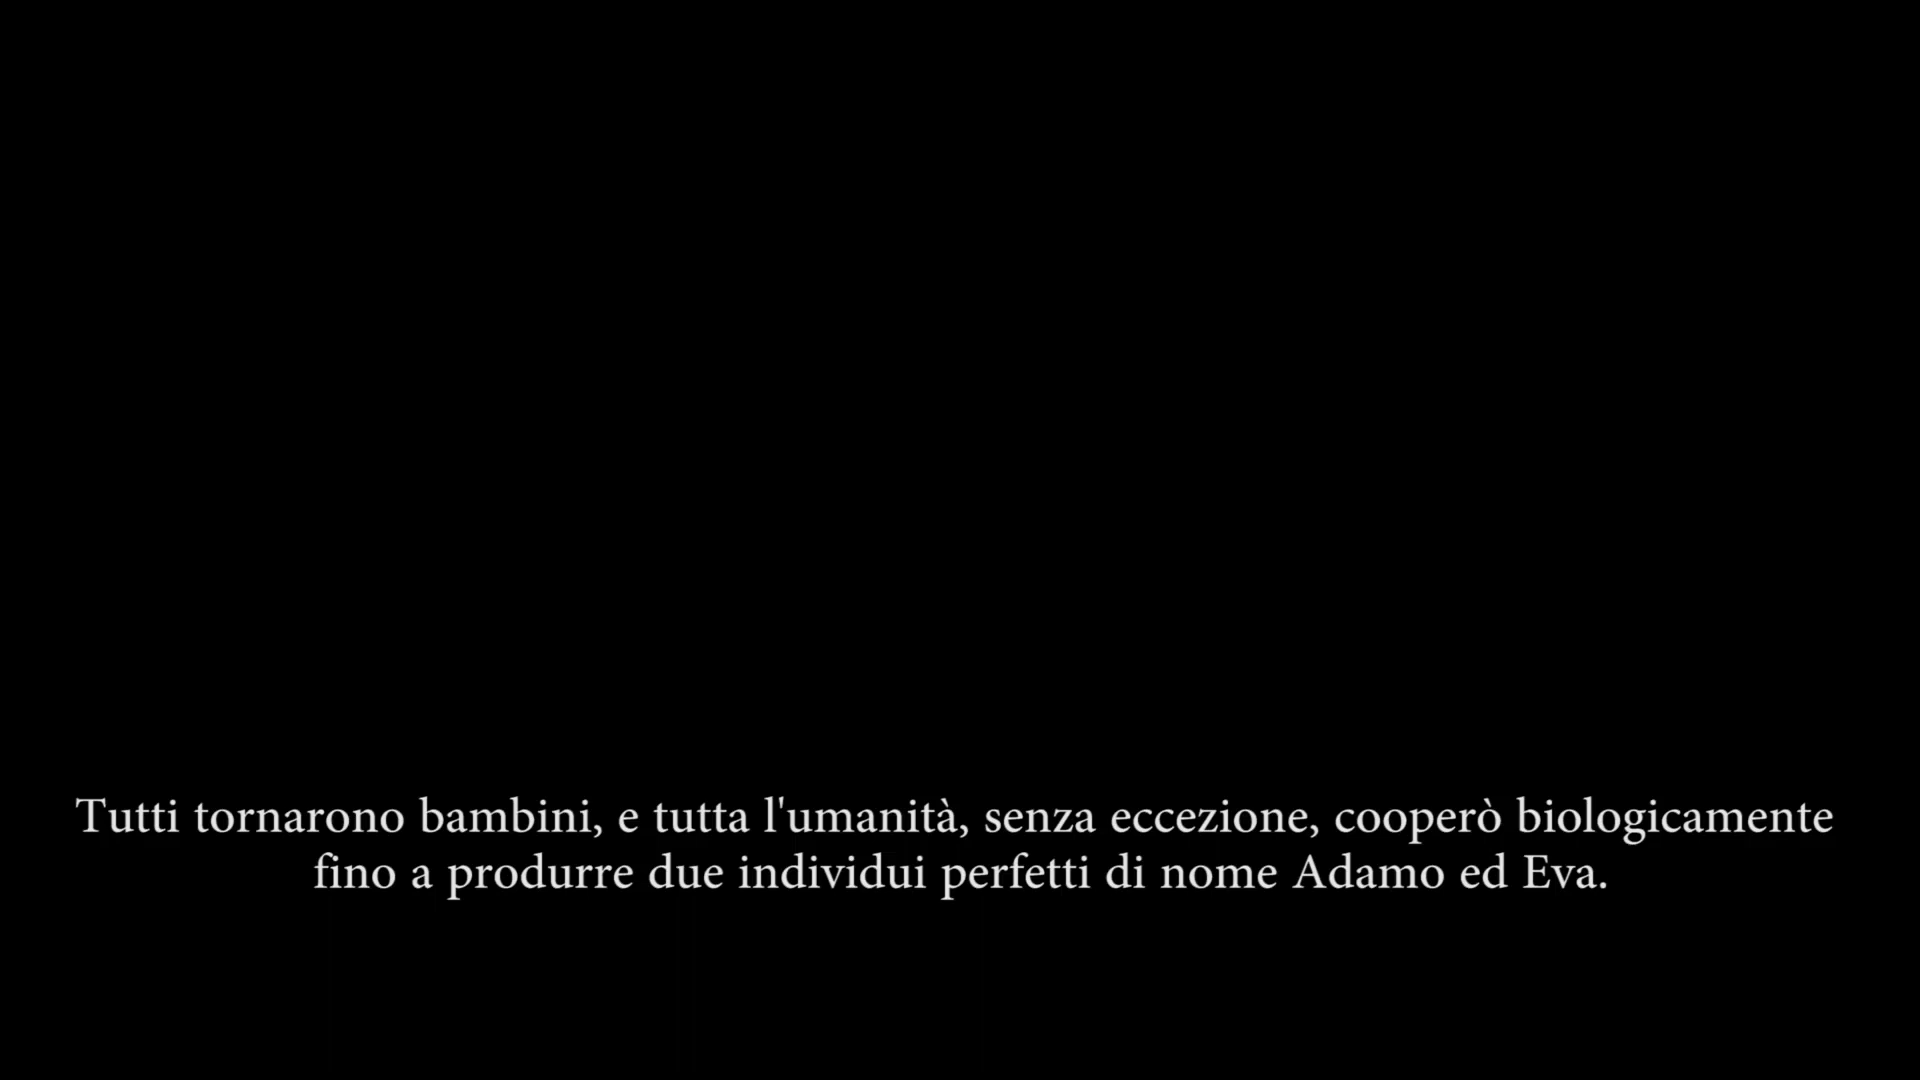 Tutti tornarono bambini, e tutta l'umanità, senza eccezione, cooperò biologicamente
fino a produrre due individui perfetti di nome Adamo ed Eva.